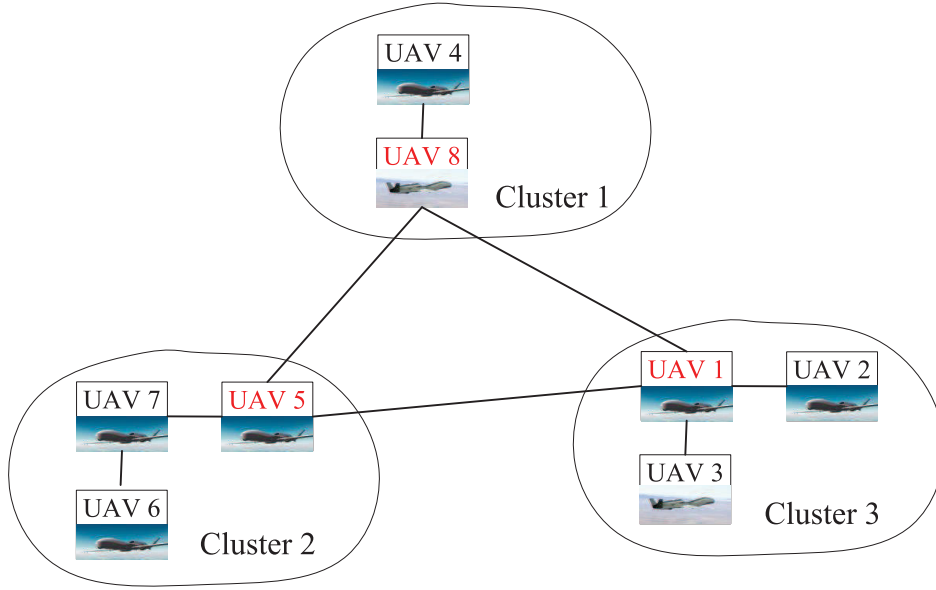 UAV 4
UAV 8
Cluster 1
UAV 7
UAV 5
UAV 6
Cluster 2
UAV 1
UAV 2
UAV 3
Cluster 3